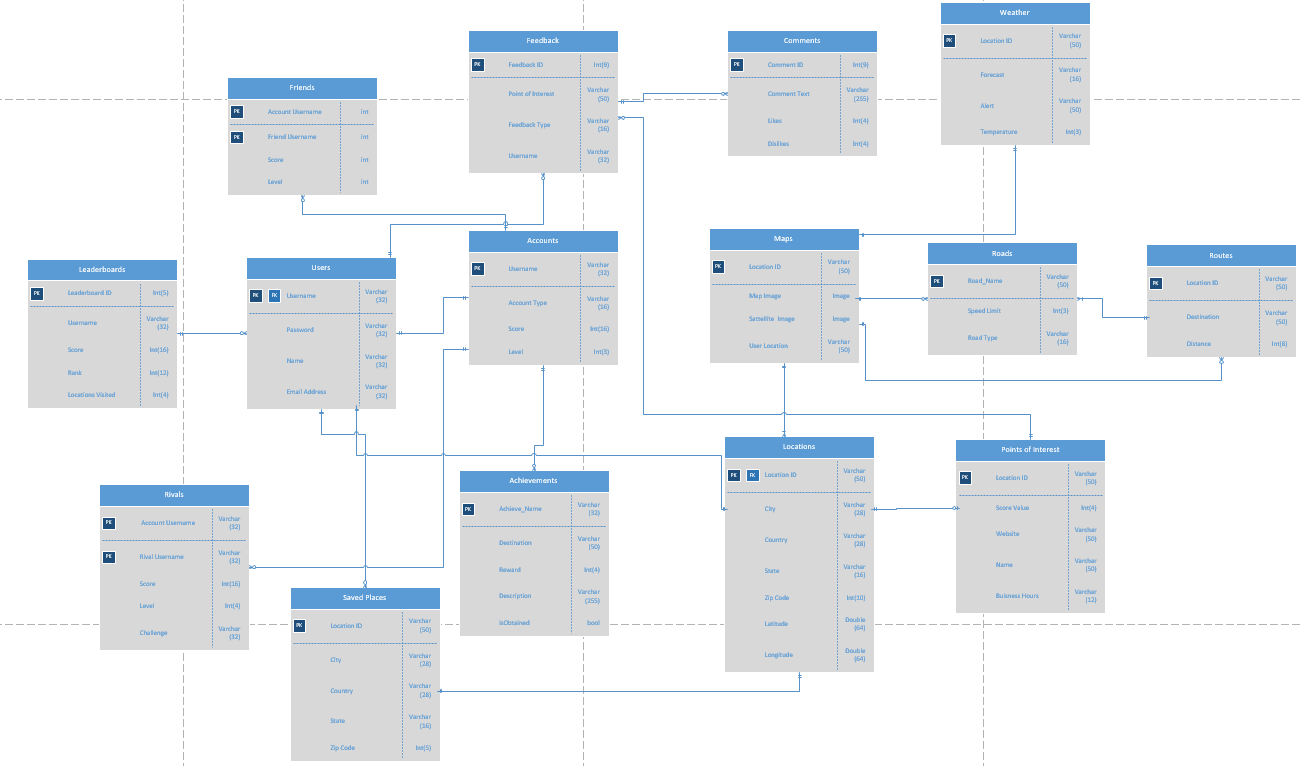 Weather
PK Location ID Varchar (50)
Forecast Varchar (16)
Alert Varchar (50)
Temperature Int(3)
Feedback
PK Feedback ID Int(9)
Point of Interest Varchar (50)
Feedback Type Varchar (16)
Username Varchar (32)
Comments
PK Comment ID Int(9)
Comment Text Varchar (255)
Likes Int(4)
Dislikes Int(4)
Friends
PK Account Username int
PK Friend Username int
Score int
Level int
Accounts
PK Username Varchar (32)
Account Type Varchar (16)
Score Int(16)
Level Int(3)
Maps
PK Location ID Varchar (50)
Map Image Image
Settellite Image Image
User Location Varchar (50)
Roads
PK Road_Name Varchar (50)
Speed Limit Int(3)
Road Type Varchar (16)
Routes
PK Location ID Varchar (50)
Destination Varchar (50)
Distance Int(8)
Leaderboards
PK Leaderboard ID Int(5)
Username Varchar (32)
Score Int(16)
Rank Int(12)
Locations Visited Int(4)
Users
PK FK Username Varchar (32)
Password Varchar (32)
Name Varchar (32)
Email Address Varchar (32)
Locations
PK FK Location ID Varchar (50)
City Varchar (28)
Country Varchar (28)
State Varchar (16)
Zip Code Int(10)
Latitude Double (64)
Longitude Double (64)
Points of Interest
PK Location ID Varchar (50)
Score Value Int(4)
Website Varchar (50)
Name Varchar (50)
Buisness Hours Varchar (12)
Achievements
PK Achieve_Name Varchar (32)
Destination Varchar (50)
Reward Int(4)
Description Varchar (255)
IsObtained bool
Rivals
PK Account Username Varchar (32)
PK Rival Username Varchar (32)
Score Int(16)
Level Int(4)
Challenge Varchar (32)
Saved Places
PK Location ID Varchar (50)
City Varchar (28)
Country Varchar (28)
State Varchar (16)
Zip Code Int(5)